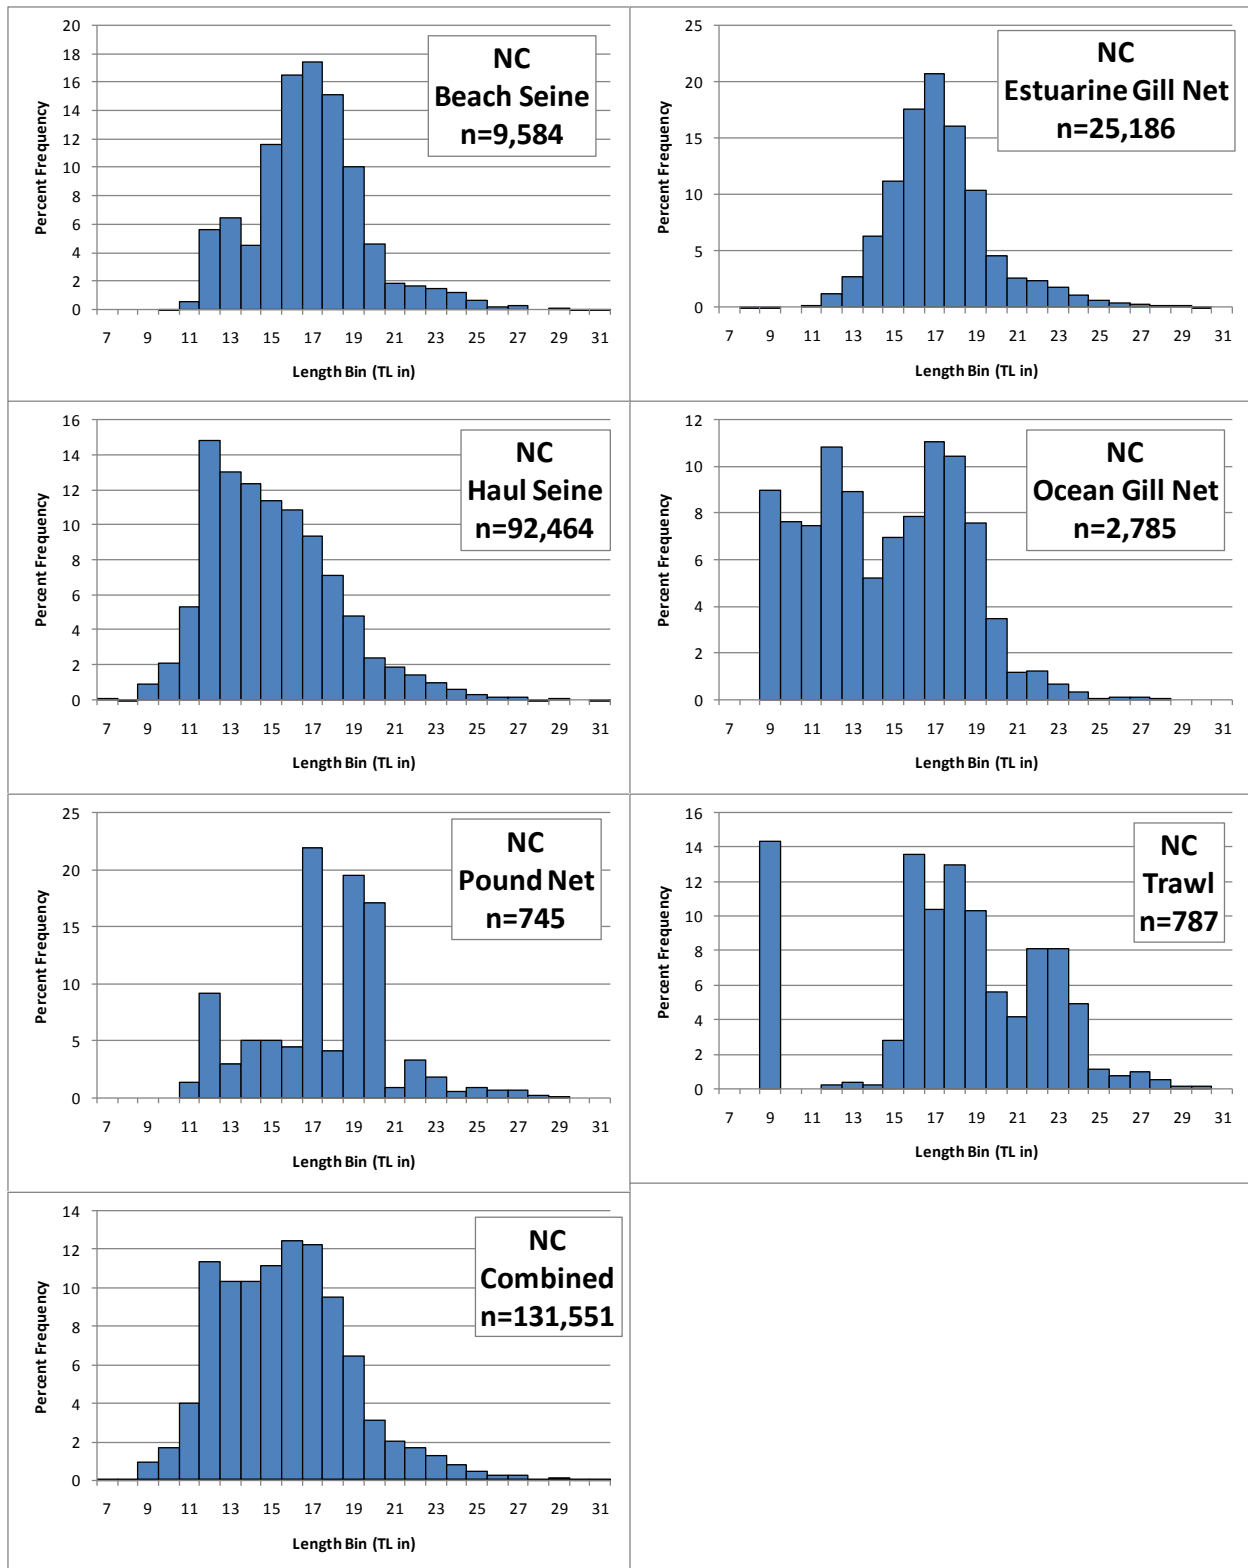 20
18
16
14
12
10
8
6
4
2
0
Percent Frequency
NC
Beach Seine
n=9,584
7 9 11 13 15 17 19 21 23 25 27 29 31
Length Bin (TL in)
25
20
15
10
5
0
Percent Frequency
NC
Estuarine Gill Net
n=25,186
7 9 11 13 15 17 19 21 23 25 27 29 31
Length Bin (TL in)
16
14
12
10
8
6
4
2
0
Percent Frequency
NC
Haul Seine
n=92,464
7 9 11 13 15 17 19 21 23 25 27 29 31
Length Bin (TL in)
12
10
8
6
4
2
0
Percent Frequency
NC
Ocean Gill Net
n=2,785
7 9 11 13 15 17 19 21 23 25 27 29 31
Length Bin (TL in)
25
20
15
10
5
0
Percent Frequency
NC
Pound Net
n=745
7 9 11 13 15 17 19 21 23 25 27 29 31
Length Bin (TL in)
16
14
12
10
8
6
4
2
0
Percent Frequency
NC
Trawl
n=787
7 9 11 13 15 17 19 21 23 25 27 29 31
Length Bin (TL in)
14
12
10
8
6
4
2
0
Percent Frequency
NC
Combined
n=131,551
7 9 11 13 15 17 19 21 23 25 27 29 31
Length Bin (TL in)